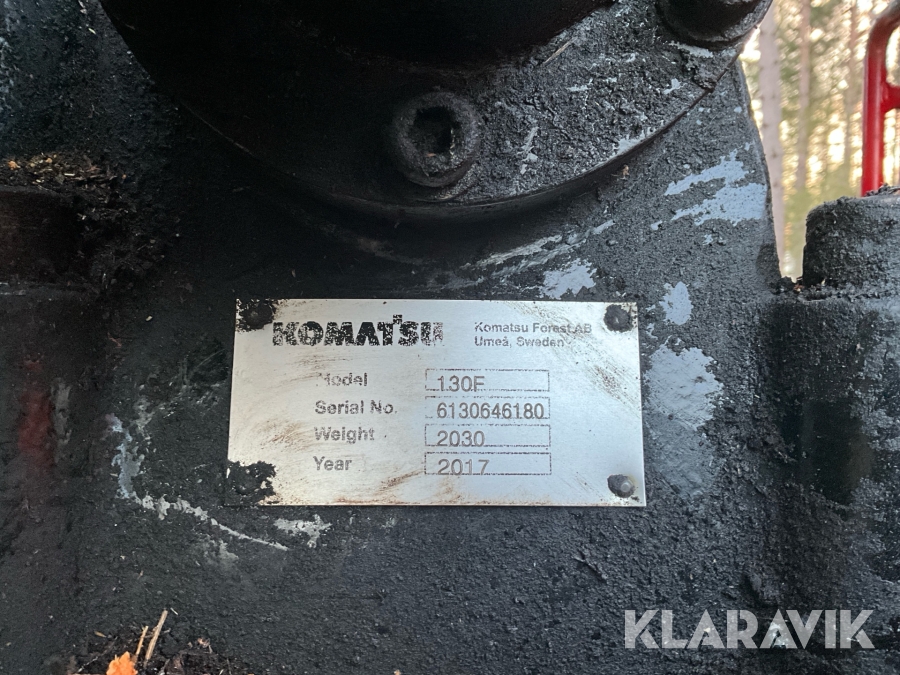 KOMATSU
Komatsu Forest AB
Umeå, Sweden
Model 130F
Serial No. 6130646180
Weight 2030
Year 2017
KLARAVIK